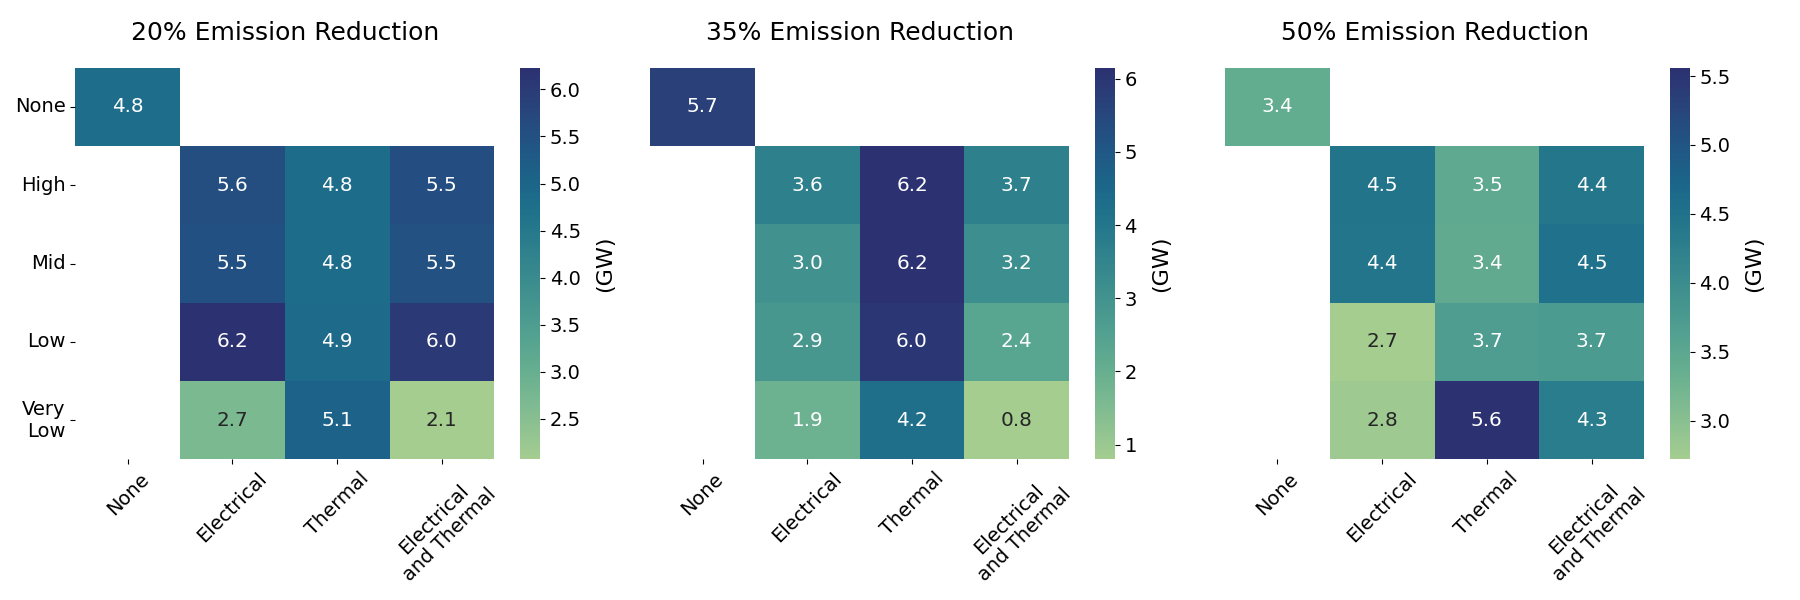 20% Emission Reduction
35% Emission Reduction
50% Emission Reduction
None
High
Mid
Low
Very
Low
4.8
5.6 4.8 5.5
5.5 4.8 5.5
6.2 4.9 6.0
2.7 5.1 2.1
None
Electrical
Thermal
Electrical
and Thermal
6.0
5.5
5.0
4.5
4.0
3.5
3.0
2.5
(GW)
5.7
3.6 6.2 3.7
3.0 6.2 3.2
2.9 6.0 2.4
1.9 4.2 0.8
None
Electrical
Thermal
Electrical
and Thermal
6
5
4
3
2
1
(GW)
3.4
4.5 3.5 4.4
4.4 3.4 4.5
2.7 3.7 3.7
2.8 5.6 4.3
None
Electrical
Thermal
Electrical
and Thermal
5.5
5.0
4.5
4.0
3.5
3.0
(GW)